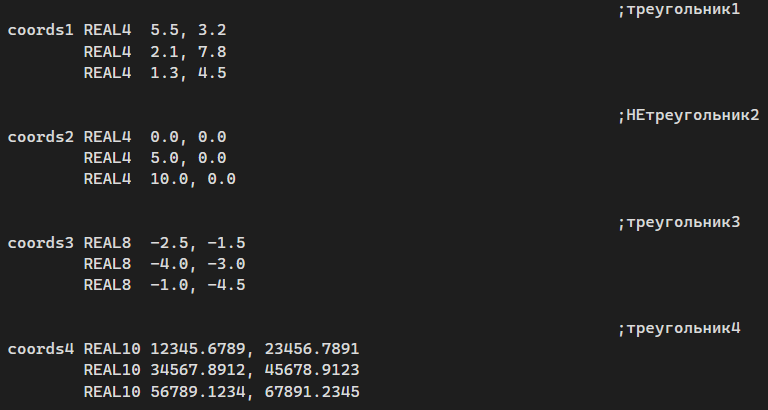 ;треугольник1
coords1 REAL4 5.5, 3.2
REAL4 2.1, 7.8
REAL4 1.3, 4.5
;НЕтреугольник2
coords2 REAL4 0.0, 0.0
REAL4 5.0, 0.0
REAL4 10.0, 0.0
;треугольник3
coords3 REAL8 -2.5, -1.5
REAL8 -4.0, -3.0
REAL8 -1.0, -4.5
;треугольник4
coords4 REAL10 12345.6789, 23456.7891
REAL10 34567.8912, 45678.9123
REAL10 56789.1234, 67891.2345